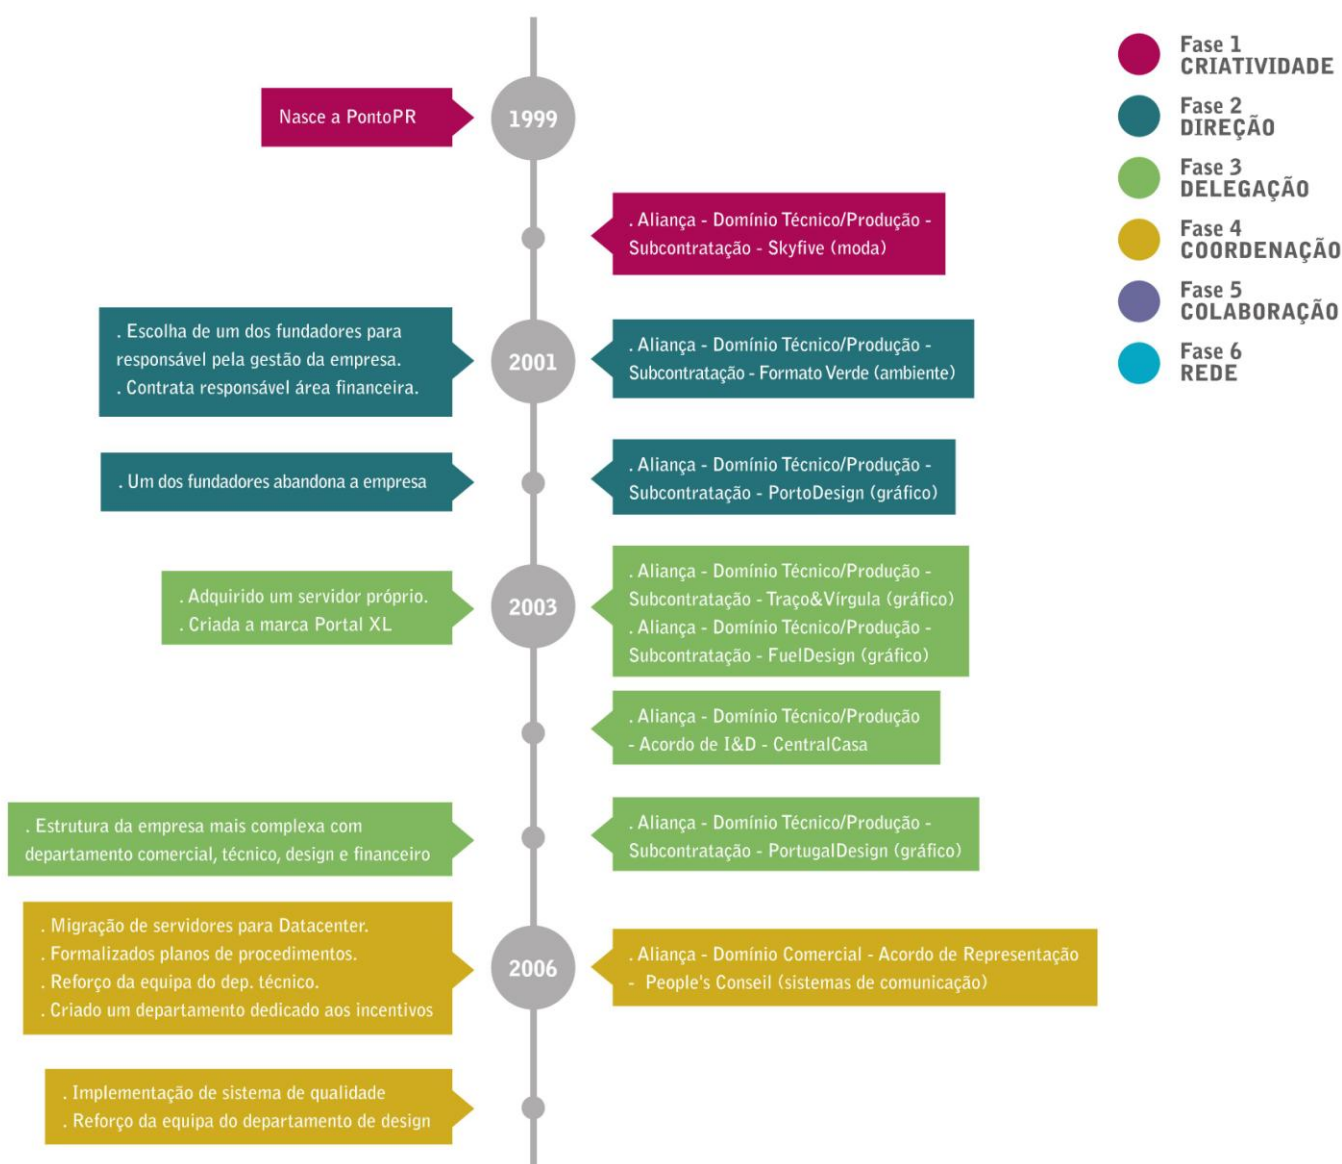 Fase 1
CRIATIVIDADE
Fase 2
DIREÇÃO
Fase 3
DELEGAÇÃO
Fase 4
COORDENAÇÃO
Fase 5
COLABORAÇÃO
Fase 6
REDE
Nasce a PontoPR
1999
. Aliança - Domínio Técnico/Produção -
Subcontratação - Skyfive (moda)
. Escolha de um dos fundadores para
responsável pela gestão da empresa.
. Contrata responsável área financeira.
2001
. Aliança - Domínio Técnico/Produção -
Subcontratação - Formato Verde (ambiente)
. Um dos fundadores abandona a empresa
. Aliança - Domínio Técnico/Produção -
Subcontratação - PortoDesign (gráfico)
. Adquirido um servidor próprio.
. Criada a marca Portal XL
2003
. Aliança - Domínio Técnico/Produção -
Subcontratação - Traço&Vírgula (gráfico)
. Aliança - Domínio Técnico/Produção -
Subcontratação - FuelDesign (gráfico)
. Aliança - Domínio Técnico/Produção
- Acordo de I&D - CentralCasa
. Estrutura da empresa mais complexa com
departamento comercial, técnico, design e financeiro
. Aliança - Domínio Técnico/Produção -
Subcontratação - PortugalDesign (gráfico)
. Migração de servidores para Datacenter.
. Formalizados planos de procedimentos.
. Reforço da equipa do dep. técnico.
. Criado um departamento dedicado aos incentivos
2006
. Aliança - Domínio Comercial - Acordo de Representação
- People's Conseil (sistemas de comunicação)
. Implementação de sistema de qualidade
. Reforço da equipa do departamento de design